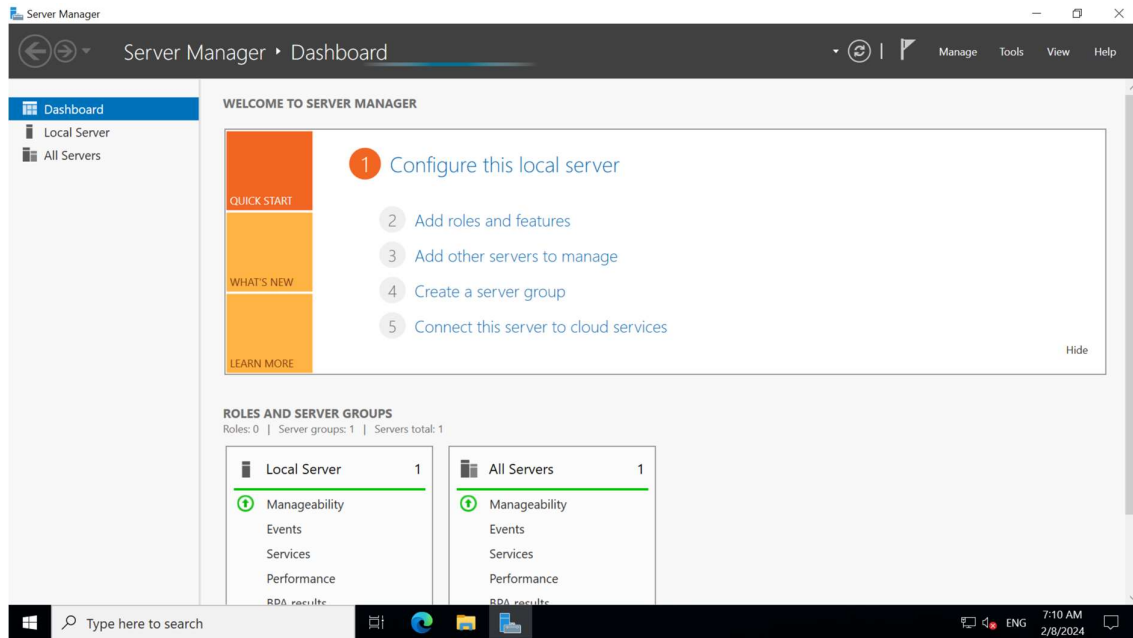 Server Manager
Server Manager • Dashboard
Manage Tools View Help
Dashboard
Local Server
All Servers
WELCOME TO SERVER MANAGER
QUICK START
WHAT'S NEW
LEARN MORE
1 Configure this local server
2 Add roles and features
3 Add other servers to manage
4 Create a server group
5 Connect this server to cloud services
Hide
ROLES AND SERVER GROUPS
Roles: 0 | Server groups: 1 | Servers total: 1
Local Server 1
Manageability
Events
Services
Performance
BPA results
All Servers 1
Manageability
Events
Services
Performance
BPA results
Type here to search
ENG
7:10 AM
2/8/2024